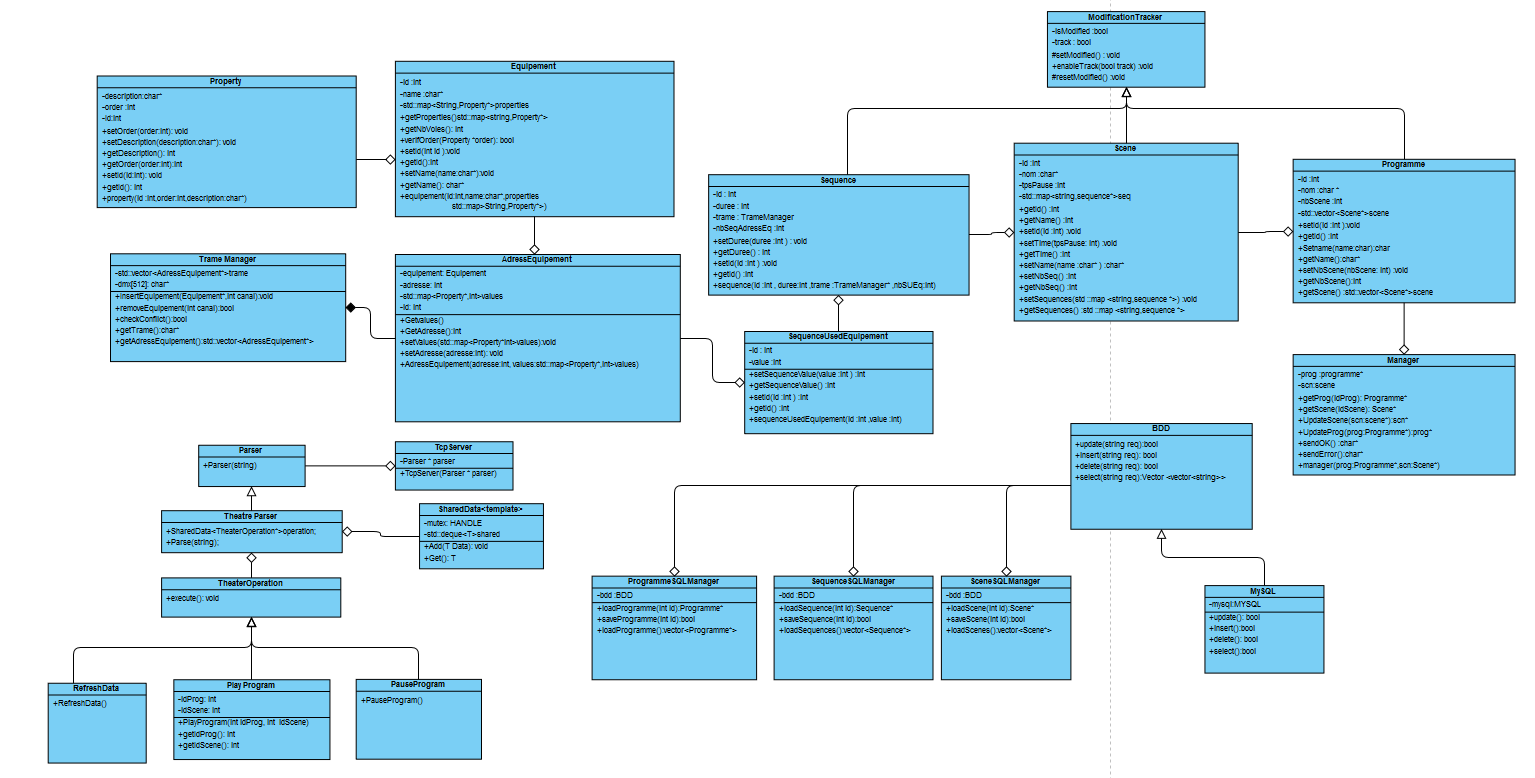 ModificationTracker
-isModified :bool
-track : bool
#setModified() : void
+enableTrack(bool track) :void
#resetModified() :void
Property
-description:char*
-order :int
-id:int
+setOrder(order:int): void
+setDescription(description:char*): void
+getDescription(): int
+getOrder(order:int):int
+setId(id:int): void
+getId(): int
+property(id :int,order:int,description:char*)
Equipement
-id :int
-name :char*
-std::map<String,Property*>properties
+getProperties()std::map<string,Property*>
+getNbVoies(): int
+verifOrder(Property *order): bool
+setId(int id ):void
+getId():int
+setName(name:char*):void
+getName(): char*
+equipement(id:int,name:char*,properties
std::map>String,Property*>)
Sequence
-id : int
-duree : int
-trame : TrameManager
-nbSeqAdressEq :int
+setDuree(duree :int ) : void
+getDuree() : int
+setId(id :int ) :void
+getId() :int
+sequence(id :int , duree:int ,trame :TrameManager* ,nbSUEq:int)
Scene
-id :int
-nom :char*
-tpsPause :int
-std::map<string,sequence*>seq
+getId() :int
+getName() :int
+setId(id :int) :void
+setTime(tpsPause: int) :void
+getTime() :int
+setName(name :char* ) :char*
+setNbSeq() :int
+getNbSeq() :int
+setSequences(std ::map <string,sequence *>) :void
+getSequences() :std ::map <string,sequence *>
Programme
-id :int
-nom :char *
-nbScene :int
-std::vector<Scene*>scene
+setId(id :int ):void
+getId() :int
+Setname(name:char):char
+getName():char*
+setNbScene(nbScene: int) :void
+getNbScene():int
+getScene() :std::vector<Scene*>scene
Trame Manager
-std::vector<AdressEquipement*>trame
-dmx[512]: char*
+insertEquipement(Equipement*,int canal):void
+removeEquipement(int canal):bool
+checkConflict():bool
+getTrame():char*
+getAdressEquipement():std::vector<AdressEquipement*>
AdressEquipement
-equipement: Equipement
-adresse: int
-std::map<Property*,int>values
-id: int
+Getvalues()
+GetAdresse():int
+setValues(std::map<Property*int>values):void
+setAdresse(adresse:int): void
+AdressEquipement(adresse:int, values:std::map<Property*,int>values)
SequenceUsedEquipement
-id : int
-value :int
+setSequenceValue(value :int ) :int
+getSequenceValue() :int
+setId(id :int ) :int
+getId() :int
+sequenceUsedEquipement(id :int ,value :int)
Manager
-prog :programme*
-scn:scene
+getProg(idProg): Programme*
+getScene(idScene): Scene*
+UpdateScene(scn:scene*):scn*
+UpdateProg(prog:Programme*):prog*
+sendOK() :char*
+sendError():char*
+manager(prog:Programme*,scn:Scene*)
BDD
+update(string req):bool
+insert(string req): bool
+delete(string req): bool
+select(string req):Vector <vector<string>>
Parser
+Parser(string)
TcpServer
-Parser * parser
+TcpServer(Parser * parser)
Theatre Parser
+SharedData<TheaterOperation*>operation;
+Parse(string);
SharedData<template>
-mutex: HANDLE
-std::deque<T>shared
+Add(T Data): void
+Get(): T
TheaterOperation
+execute(): void
ProgrammeSQLManager
-bdd :BDD
+loadProgramme(int id):Programme*
+saveProgramme(int id):bool
+loadProgramme():vector<Programme*>
SequenceSQLManager
-bdd :BDD
+loadSequence(int id):Sequence*
+saveSequence(int id):bool
+loadSequences():vector<Sequence*>
SceneSQLManager
-bdd : BDD
+loadScene(int id):Scene*
+saveScene(int id):bool
+loadScenes():vector<Scene*>
MySQL
-mysql:MYSQL
+update(): bool
+insert():bool
+delete(): bool
+select():bool
RefreshData
+RefreshData()
Play Program
-idProg: int
-idScene: int
+PlayProgram(int idProg, int idScene)
+getidProg(): int
+getidScene(): int
PauseProgram
+PauseProgram()